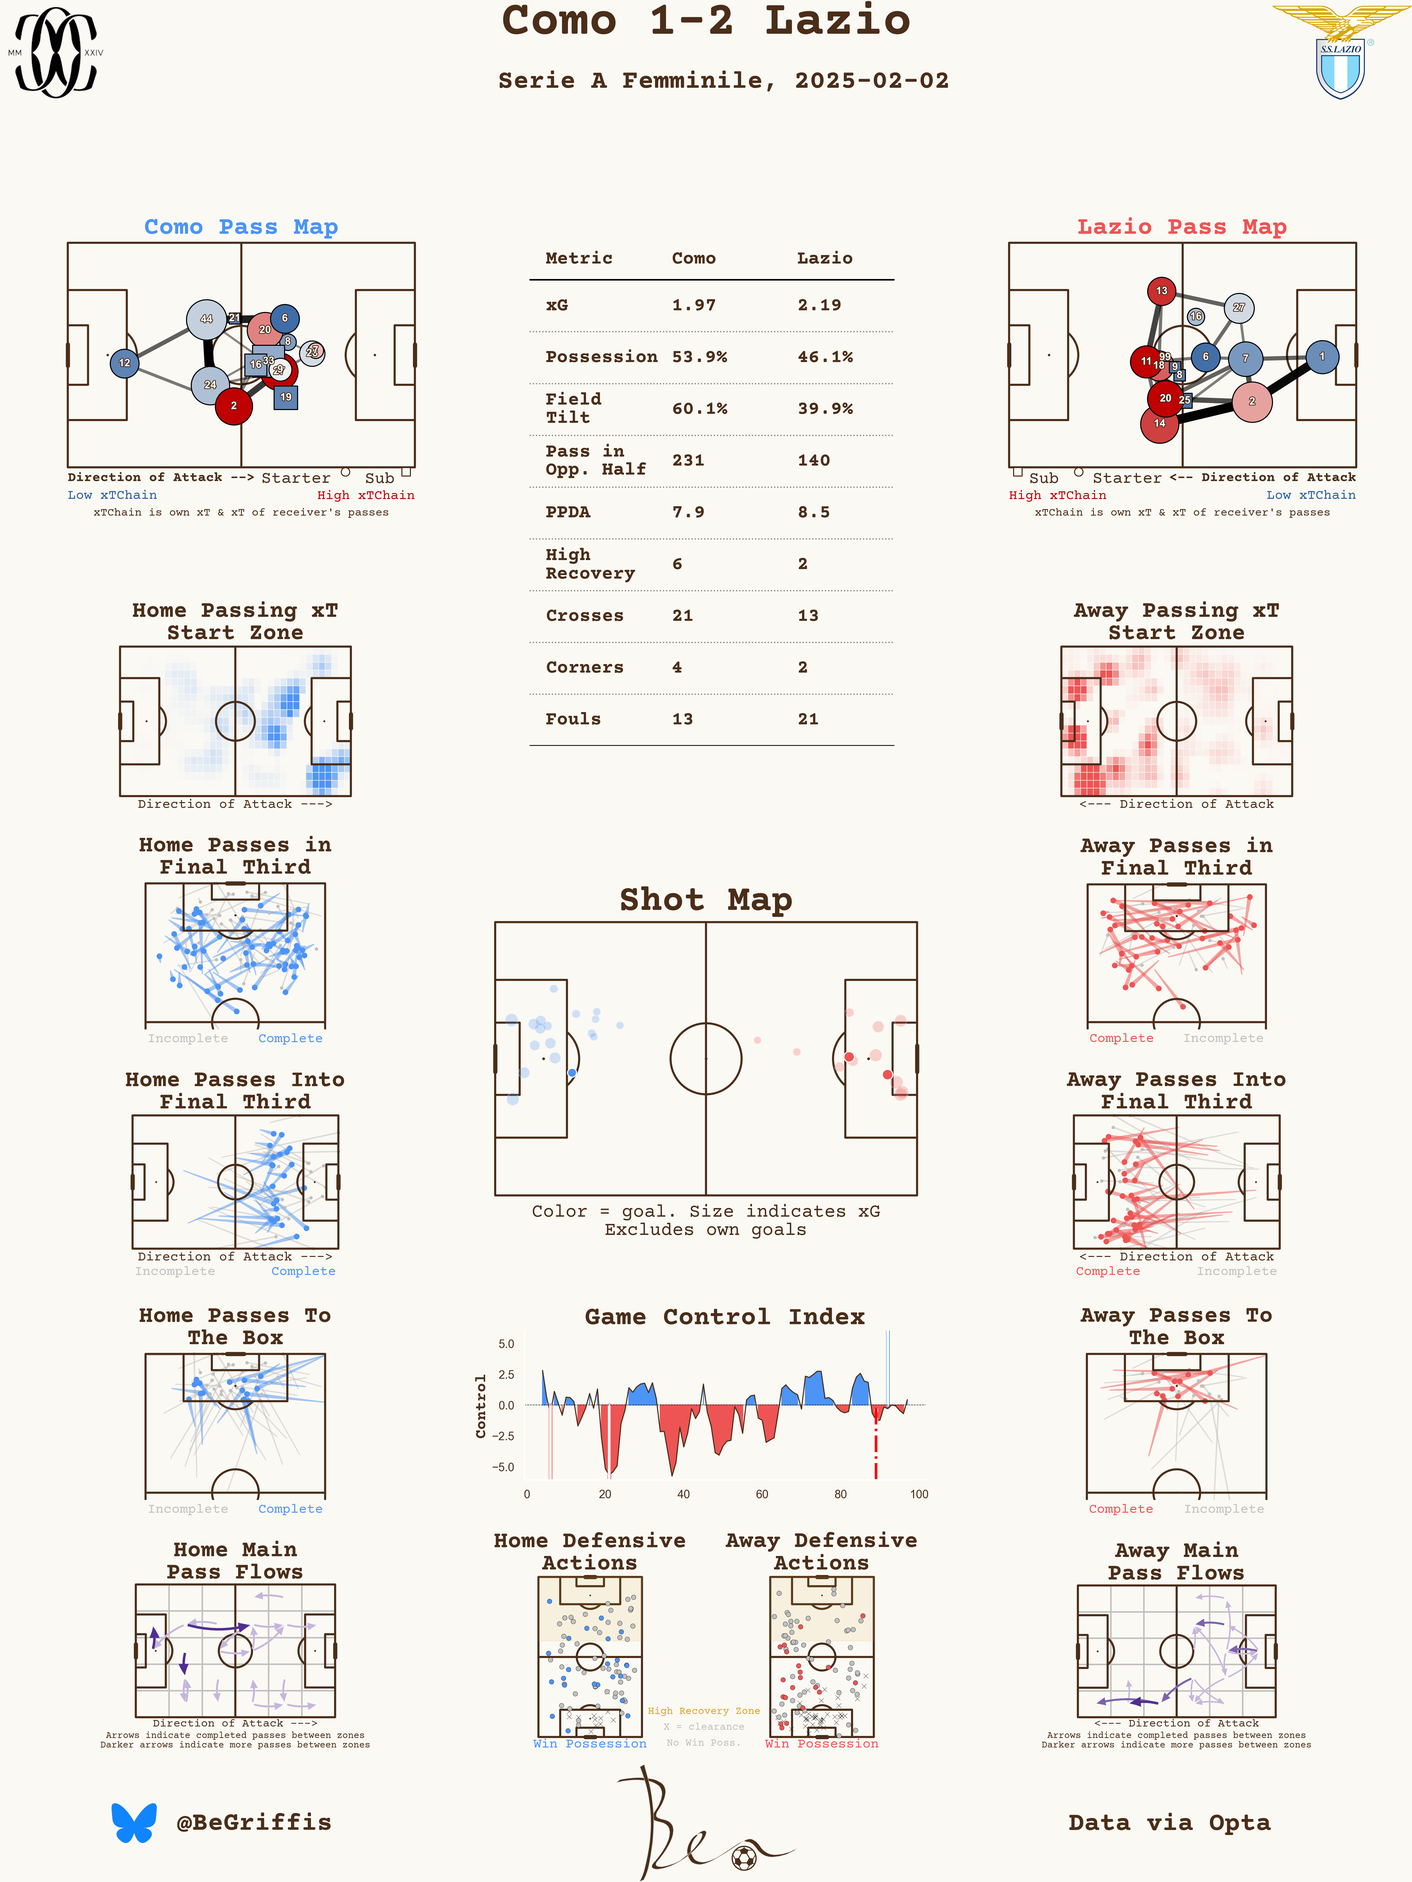 Como 1-2 Lazio
Serie A Femminile, 2025-02-02
MM XXIV
S.S.LAZIO
®
Como Pass Map
12
44
24
2
21
20
6
8
16
33
19
Direction of Attack --> Starter Sub
Low xTChain High xTChain
xTChain is own xT & xT of receiver's passes
Metric Como Lazio
xG 1.97 2.19
Possession 53.9% 46.1%
Field
Tilt 60.1% 39.9%
Pass in
Opp. Half 231 140
PPDA 7.9 8.5
High
Recovery 6 2
Crosses 21 13
Corners 4 2
Fouls 13 21
Lazio Pass Map
13
27
16
11
99
18
9
8
6
7
1
20
25
2
14
Sub Starter <-- Direction of Attack
High xTChain Low xTChain
xTChain is own xT & xT of receiver's passes
Home Passing xT
Start Zone
Direction of Attack --->
Away Passing xT
Start Zone
<--- Direction of Attack
Home Passes in
Final Third
Incomplete Complete
Away Passes in
Final Third
Complete Incomplete
Shot Map
Color = goal. Size indicates xG
Excludes own goals
Home Passes Into
Final Third
Direction of Attack --->
Incomplete Complete
Away Passes Into
Final Third
<--- Direction of Attack
Complete Incomplete
Home Passes To
The Box
Incomplete Complete
Game Control Index
Control
5.0
2.5
0.0
−2.5
−5.0
0 20 40 60 80 100
Away Passes To
The Box
Complete Incomplete
Home Main
Pass Flows
Direction of Attack --->
Arrows indicate completed passes between zones
Darker arrows indicate more passes between zones
Home Defensive
Actions
Win Possession
High Recovery Zone
X = clearance
No Win Poss.
Away Defensive
Actions
Win Possession
Away Main
Pass Flows
<--- Direction of Attack
Arrows indicate completed passes between zones
Darker arrows indicate more passes between zones
@BeGriffis
Ben
Data via Opta